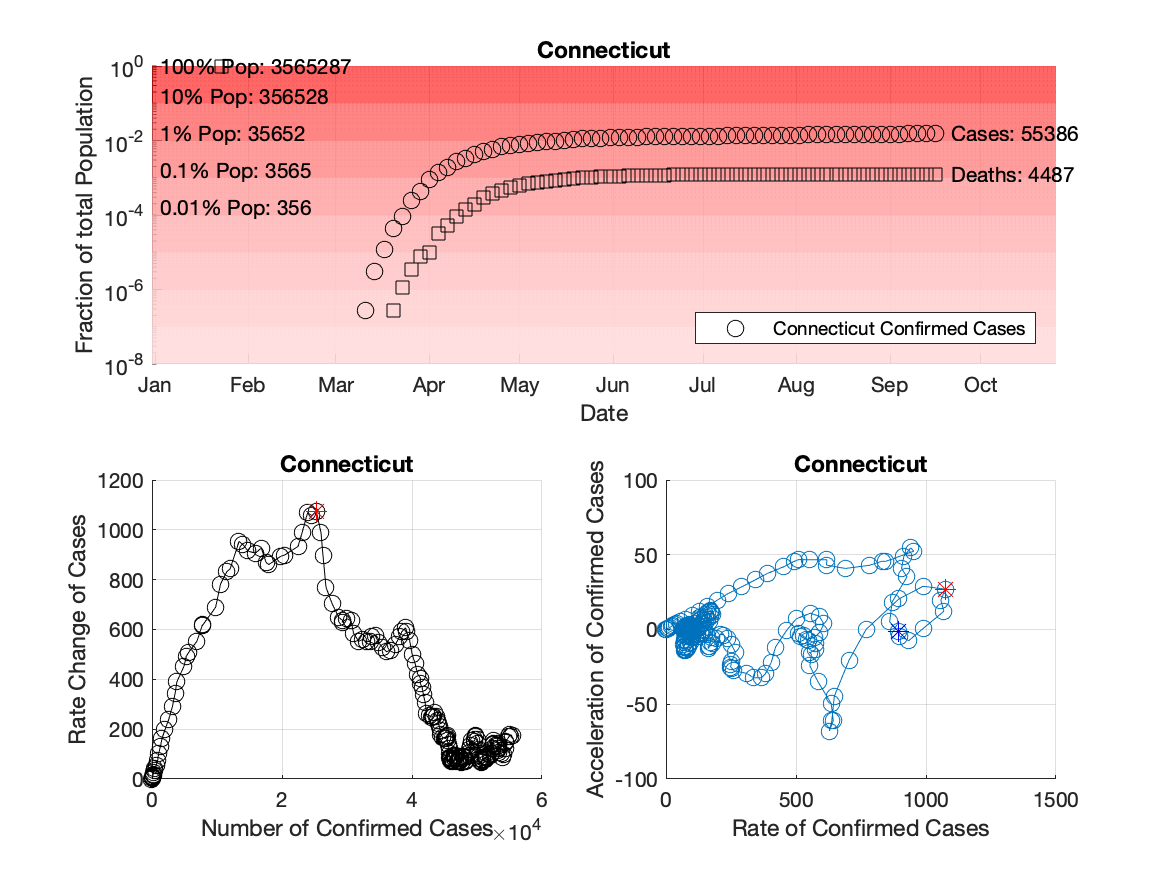 Connecticut
10^0
10^-2
10^-4
10^-6
10^-8
Fraction of total Population
100% Pop: 3565287
10% Pop: 356528
1% Pop: 35652
0.1% Pop: 3565
0.01% Pop: 356
Cases: 55386
Deaths: 4487
Connecticut Confirmed Cases
Jan Feb Mar Apr May Jun Jul Aug Sep Oct
Date
Connecticut
1200
1000
800
600
400
200
0
Rate Change of Cases
0 2 4 6
Number of Confirmed Cases ×10^4
Connecticut
100
50
0
-50
-100
Acceleration of Confirmed Cases
0 500 1000 1500
Rate of Confirmed Cases